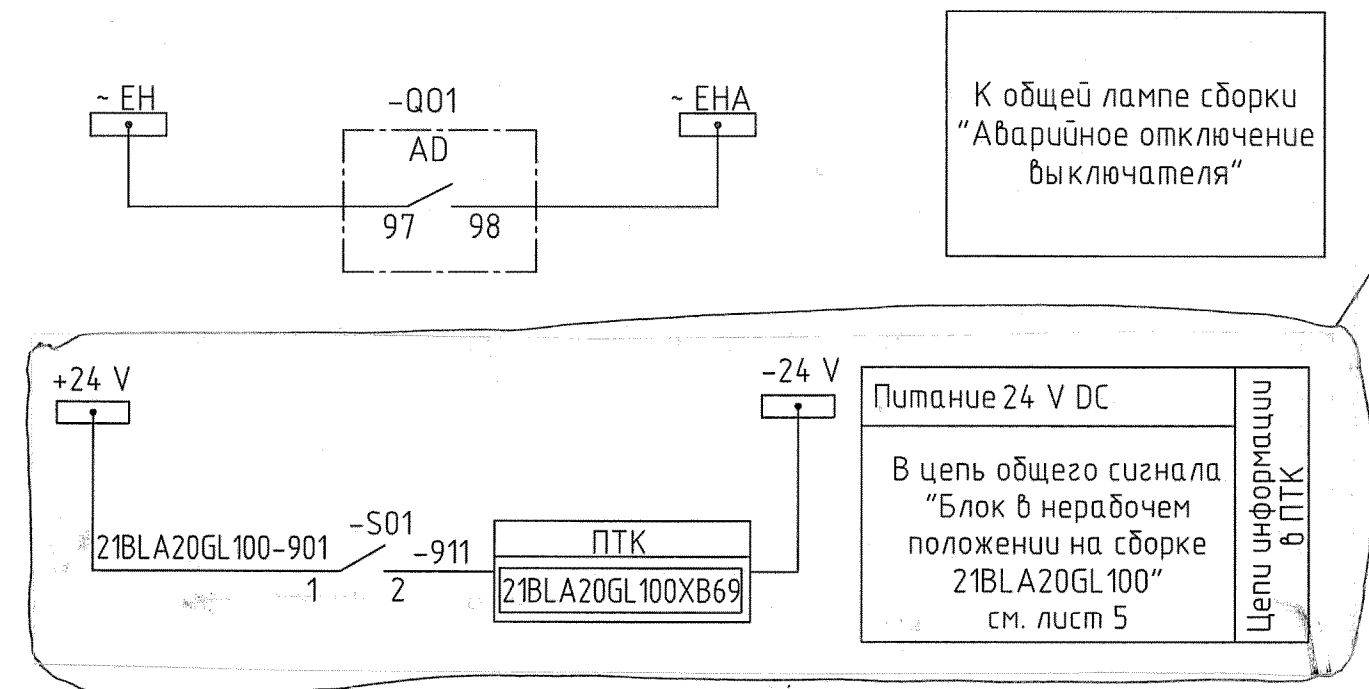 ~ EH
-Q01
~ EHA
AD
97
98
К общей лампе сборки
"Аварийное отключение
выключателя"
+24 V
-24 V
21BLA20GL100-901
-S01
-911
1
2
ПТК
21BLA20GL100XB69
Питание 24 V DC
В цепь общего сигнала
"Блок в нерабочем
положении на сборке
21BLA20GL100"
см. лист 5
Цепи информации
в ПТК